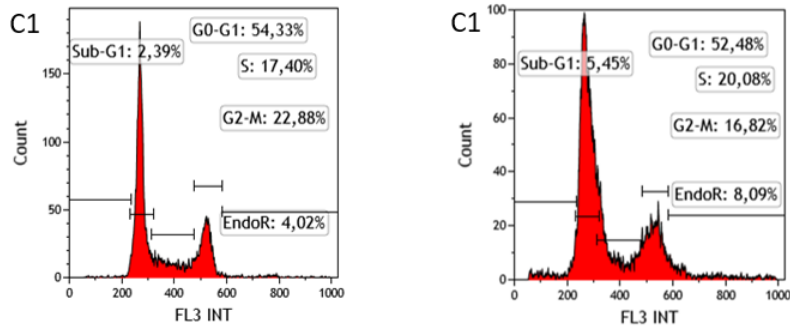 C1
G0-G1: 54,33%
Sub-G1: 2,39%
S: 17,40%
G2-M: 22,88%
EndoR: 4,02%
Count
150
100
50
0
0 200 400 600 800 1000
FL3 INT
C1
G0-G1: 52,48%
Sub-G1: 5,45%
S: 20,08%
G2-M: 16,82%
EndoR: 8,09%
Count
100
80
60
40
20
0
0 200 400 600 800 1000
FL3 INT